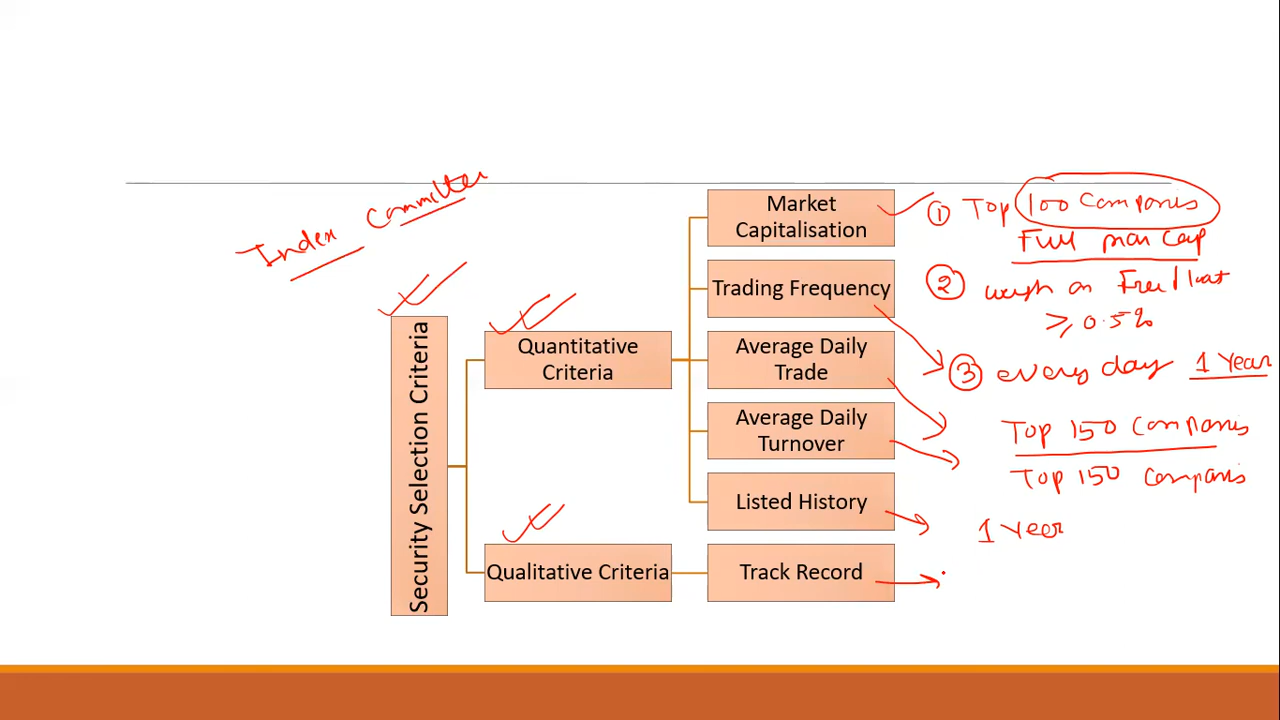 Index Committee
Security Selection Criteria
Quantitative
Criteria
Qualitative Criteria
Market
Capitalisation
Trading Frequency
Average Daily
Trade
Average Daily
Turnover
Listed History
Track Record
① Top 100 Companies
Full mar Cap
② on Free float
≥ 0.5%
③ every day 1 Year
Top 150 Companies
Top 150 Companies
1 Year